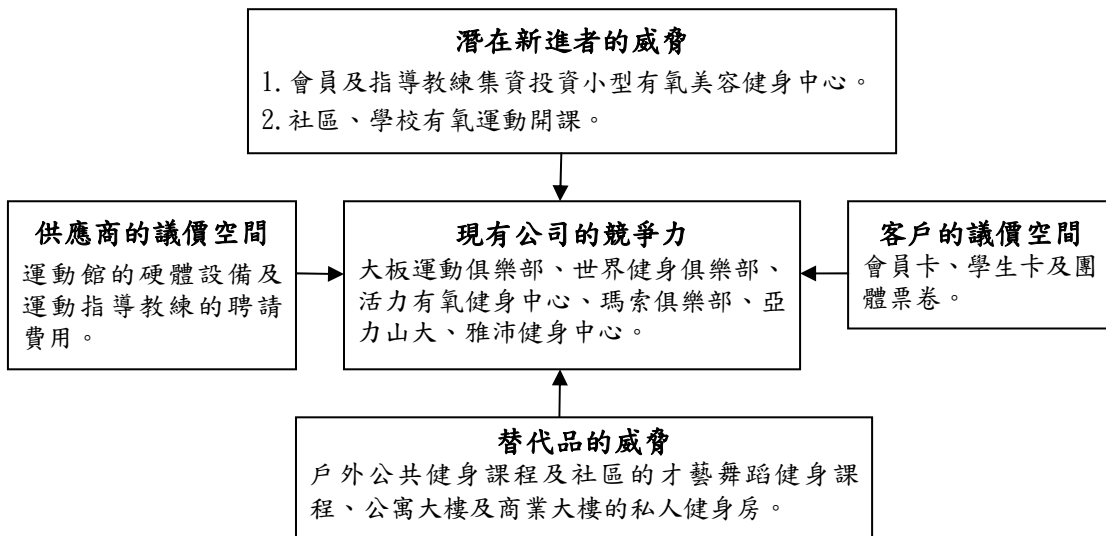 潛在新進者的威脅
1.會員及指導教練集資投資小型有氧美容健身中心。
2.社區、學校有氧運動開課。
供應商的議價空間
運動館的硬體設備及
運動指導教練的聘請
費用。
現有公司的競爭力
大板運動俱樂部、世界健身俱樂部、
活力有氧健身中心、瑪索俱樂部、亞
力山大、雅沛健身中心。
客戶的議價空間
會員卡、學生卡及團
體票卷。
替代品的威脅
戶外公共健身課程及社區的才藝舞蹈健身課
程、公寓大樓及商業大樓的私人健身房。